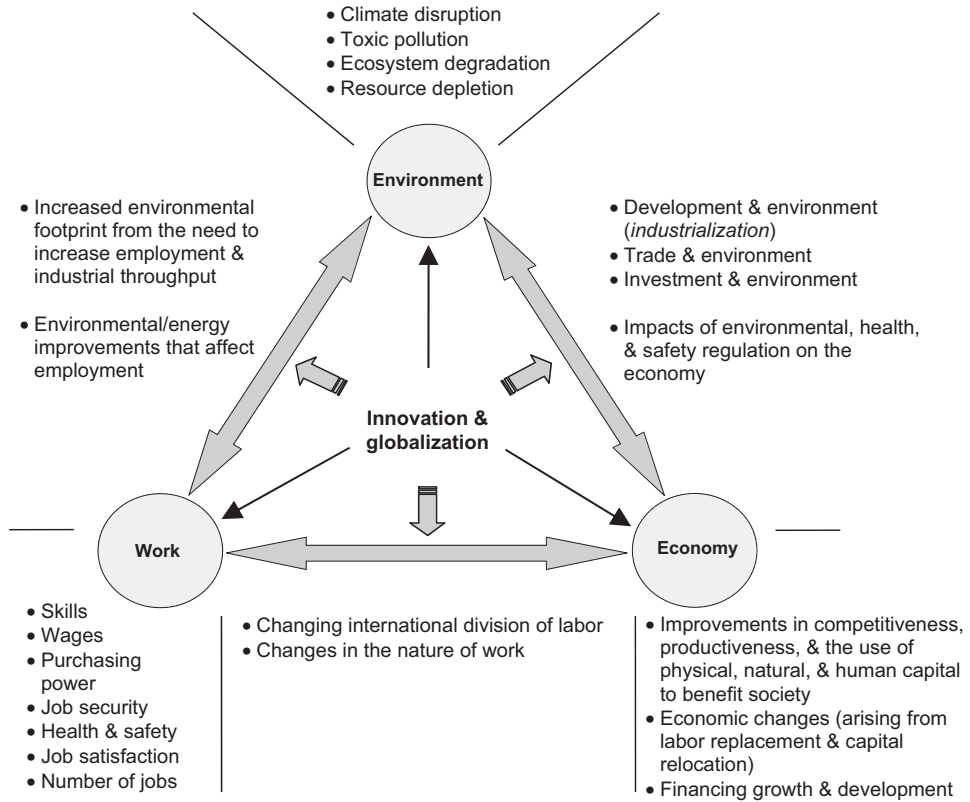 • Climate disruption
• Toxic pollution
• Ecosystem degradation
• Resource depletion
Environment
• Increased environmental
footprint from the need to
increase employment &
industrial throughput
• Environmental/energy
improvements that affect
employment
• Development & environment
(industrialization)
• Trade & environment
• Investment & environment
• Impacts of environmental, health,
& safety regulation on the
economy
Innovation &
globalization
Work
Economy
• Skills
• Wages
• Purchasing
power
• Job security
• Health & safety
• Job satisfaction
• Number of jobs
• Changing international division of labor
• Changes in the nature of work
• Improvements in competitiveness,
productiveness, & the use of
physical, natural, & human capital
to benefit society
• Economic changes (arising from
labor replacement & capital
relocation)
• Financing growth & development